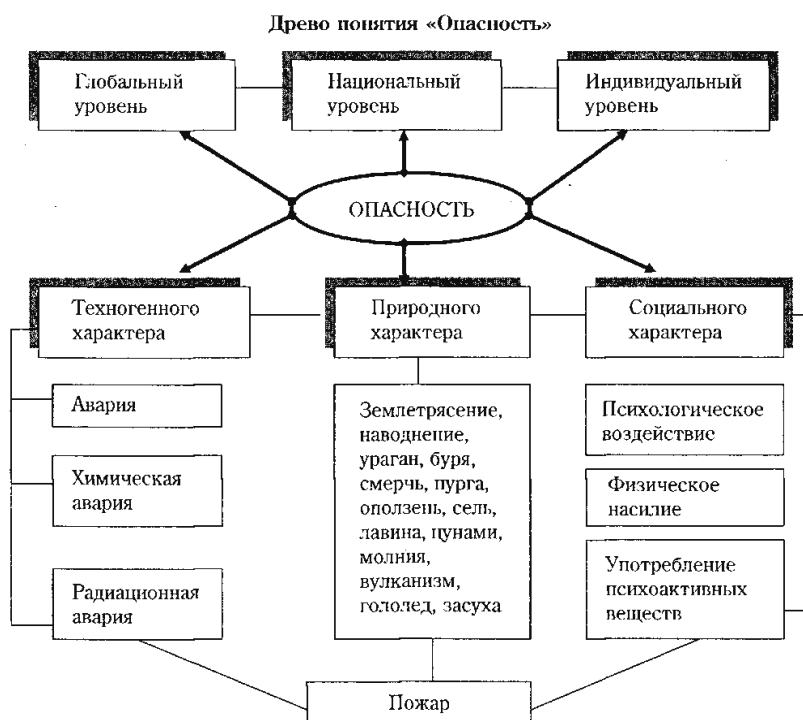 Древо понятия «Опасность»
Глобальный
уровень
Национальный
уровень
Индивидуальный
уровень
ОПАСНОСТЬ
Техногенного
характера
Природного
характера
Социального
характера
Авария
Химическая
авария
Радиационная
авария
Землетрясение,
наводнение,
ураган, буря,
смерчь, пурга,
оползень, сель,
лавина, цунами,
молния,
вулканизм,
гололед, засуха
Психологическое
воздействие
Физическое
насилие
Употребление
психоактивных
веществ
Пожар